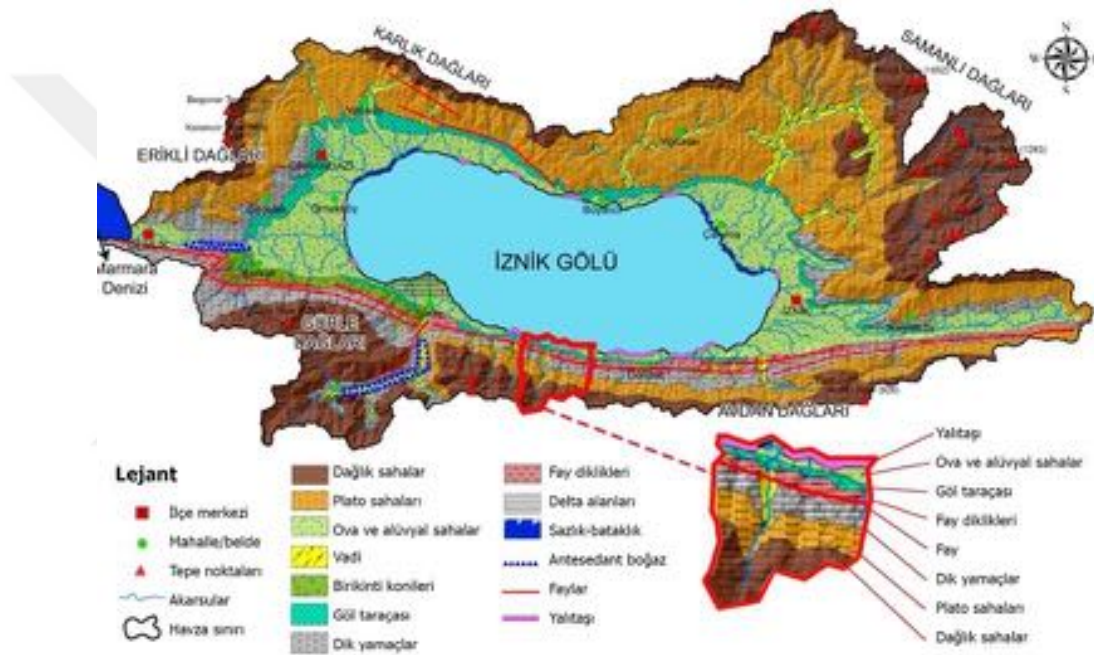 KARLIK DAĞLARI
SAMANLI DAĞLARI
N
ERİKLİ DAĞLARI
İZNİK GÖLÜ
Marmara
Denizi
GÜRLE
DAĞLARI
AVDAN DAĞLARI
Lejant
İlçe merkezi
Mahalle/belde
Tepe noktaları
Akarsular
Havza sınırı
Dağlık sahalar
Plato sahaları
Ova ve alüvyal sahalar
Vadi
Birikinti konileri
Göl taraçası
Dik yamaçlar
Fay diklikleri
Delta alanları
Sazlık-bataklık
Antesedant boğaz
Faylar
Yalıtaşı
Yalıtaşı
Ova ve alüvyal sahalar
Göl taraçası
Fay diklikleri
Fay
Dik yamaçlar
Plato sahaları
Dağlık sahalar